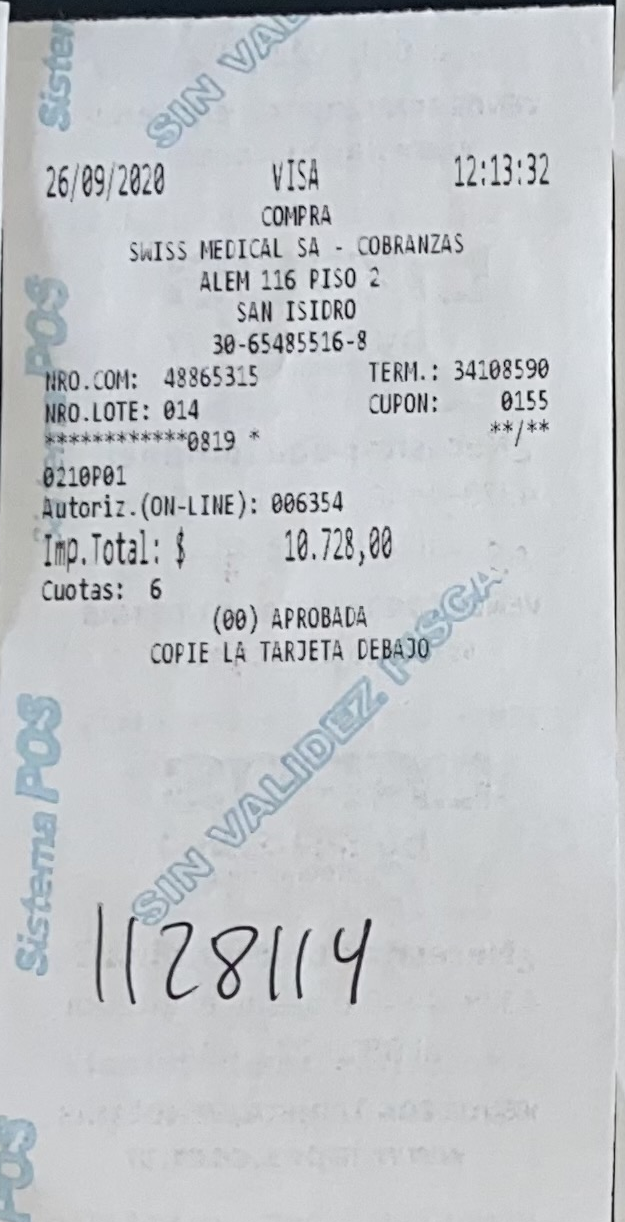 26/09/2020 VISA 12:13:32
COMPRA
SWISS MEDICAL SA - COBRANZAS
ALEM 116 PISO 2
SAN ISIDRO
30-65485516-8
NRO.COM: 48865315 TERM.: 34108590
NRO.LOTE: 014 CUPON: 0155
************0819 * **/**
0210P01
Autoriz.(ON-LINE): 006354
Imp.Total: $ 10.728,00
Cuotas: 6
(00) APROBADA
COPIE LA TARJETA DEBAJO
1128114
SIN VAL
Sistem
POS
SIN VALIDEZ FISCA
Sistema POS
POS